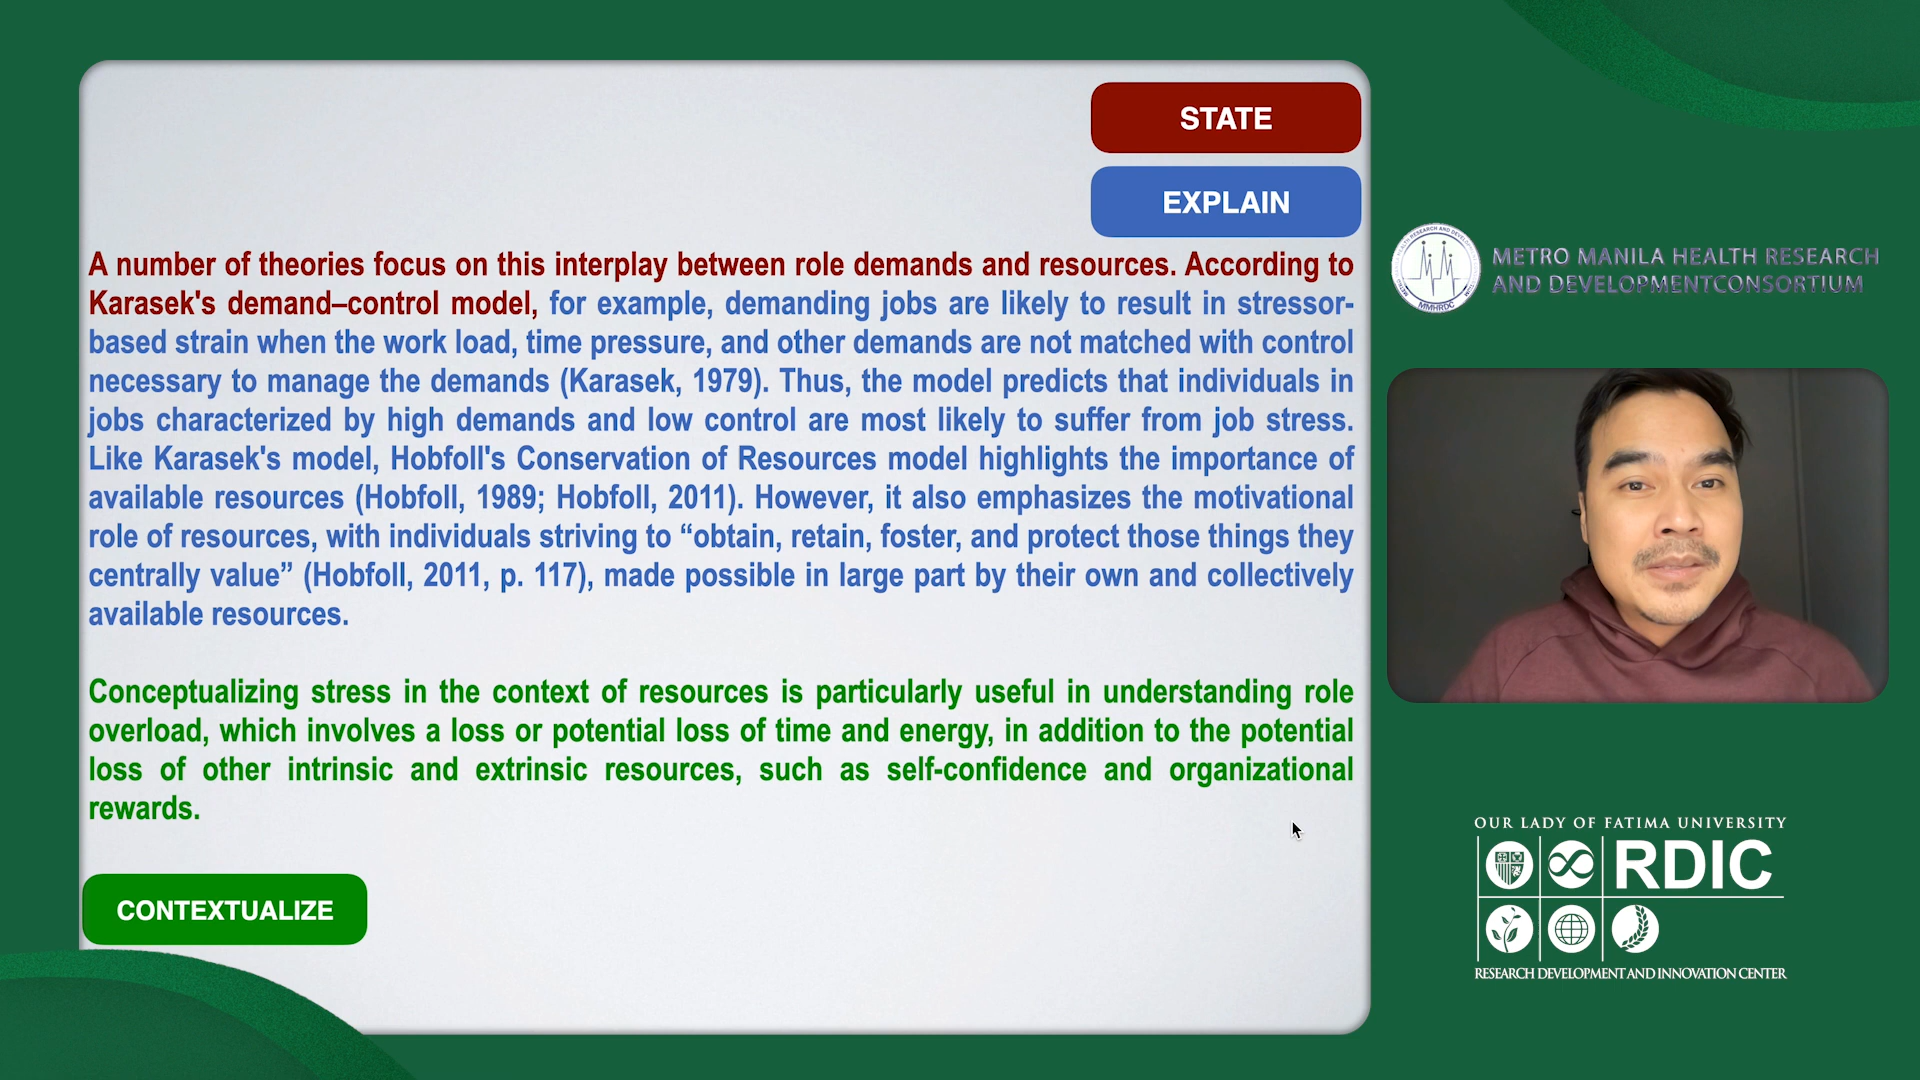 STATE
EXPLAIN
A number of theories focus on this interplay between role demands and resources. According to
Karasek's demand–control model, for example, demanding jobs are likely to result in stressor-
based strain when the work load, time pressure, and other demands are not matched with control
necessary to manage the demands (Karasek, 1979). Thus, the model predicts that individuals in
jobs characterized by high demands and low control are most likely to suffer from job stress.
Like Karasek's model, Hobfoll's Conservation of Resources model highlights the importance of
available resources (Hobfoll, 1989; Hobfoll, 2011). However, it also emphasizes the motivational
role of resources, with individuals striving to “obtain, retain, foster, and protect those things they
centrally value” (Hobfoll, 2011, p. 117), made possible in large part by their own and collectively
available resources.
Conceptualizing stress in the context of resources is particularly useful in understanding role
overload, which involves a loss or potential loss of time and energy, in addition to the potential
loss of other intrinsic and extrinsic resources, such as self-confidence and organizational
rewards.
CONTEXTUALIZE
METRO MANILA HEALTH RESEARCH
AND DEVELOPMENTCONSORTIUM
MMHRDC
OUR LADY OF FATIMA UNIVERSITY
RDIC
RESEARCH DEVELOPMENT AND INNOVATION CENTER